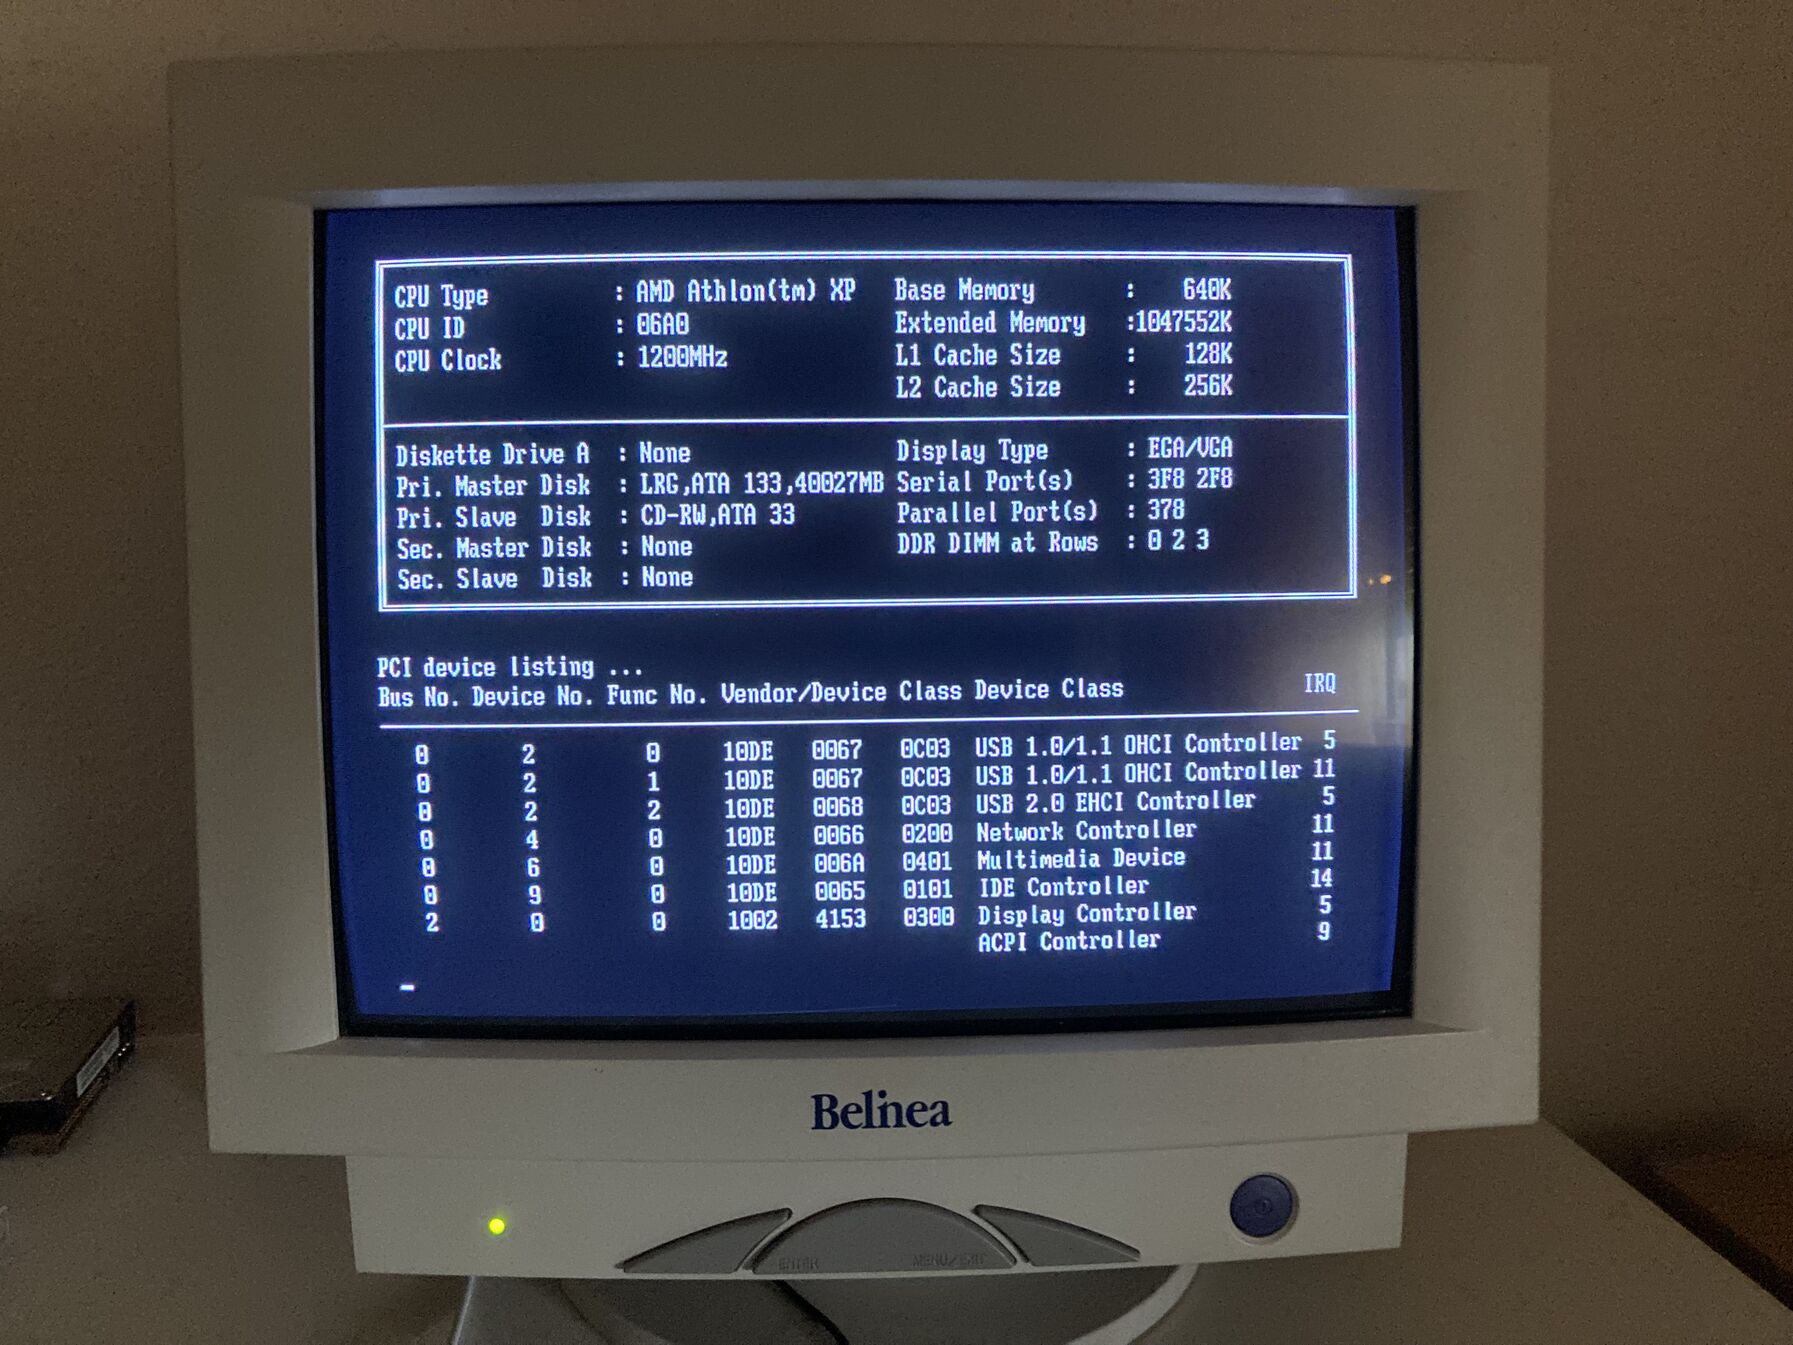 CPU Type : AMD Athlon(tm) XP Base Memory : 640K
CPU ID : 06A0 Extended Memory :1047552K
CPU Clock : 1200MHz L1 Cache Size : 128K
L2 Cache Size : 256K
Diskette Drive A : None Display Type : EGA/VGA
Pri. Master Disk : LRG,ATA 133,40027MB Serial Port(s) : 3F8 2F8
Pri. Slave Disk : CD-RW,ATA 33 Parallel Port(s) : 378
Sec. Master Disk : None DDR DIMM at Rows : 0 2 3
Sec. Slave Disk : None
PCI device listing ...
Bus No. Device No. Func No. Vendor/Device Class Device Class IRQ
0 2 0 10DE 0067 0C03 USB 1.0/1.1 OHCI Controller 5
0 2 1 10DE 0067 0C03 USB 1.0/1.1 OHCI Controller 11
0 2 2 10DE 0068 0C03 USB 2.0 EHCI Controller 5
0 4 0 10DE 0066 0200 Network Controller 11
0 6 0 10DE 006A 0401 Multimedia Device 11
0 9 0 10DE 0065 0101 IDE Controller 14
2 0 0 1002 4153 0300 Display Controller 5
ACPI Controller 9
Belinea
ENTER MENU/EXIT